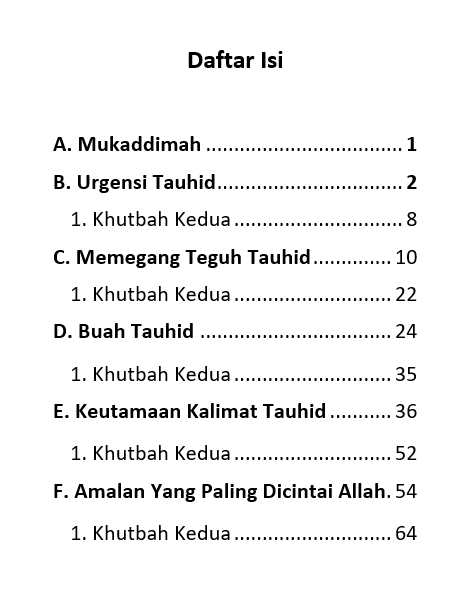 Daftar Isi
A. Mukaddimah .................................. 1
B. Urgensi Tauhid................................ 2
1. Khutbah Kedua ............................. 8
C. Memegang Teguh Tauhid.............. 10
1. Khutbah Kedua ........................... 22
D. Buah Tauhid ................................. 24
1. Khutbah Kedua ........................... 35
E. Keutamaan Kalimat Tauhid ........... 36
1. Khutbah Kedua ........................... 52
F. Amalan Yang Paling Dicintai Allah. 54
1. Khutbah Kedua ........................... 64